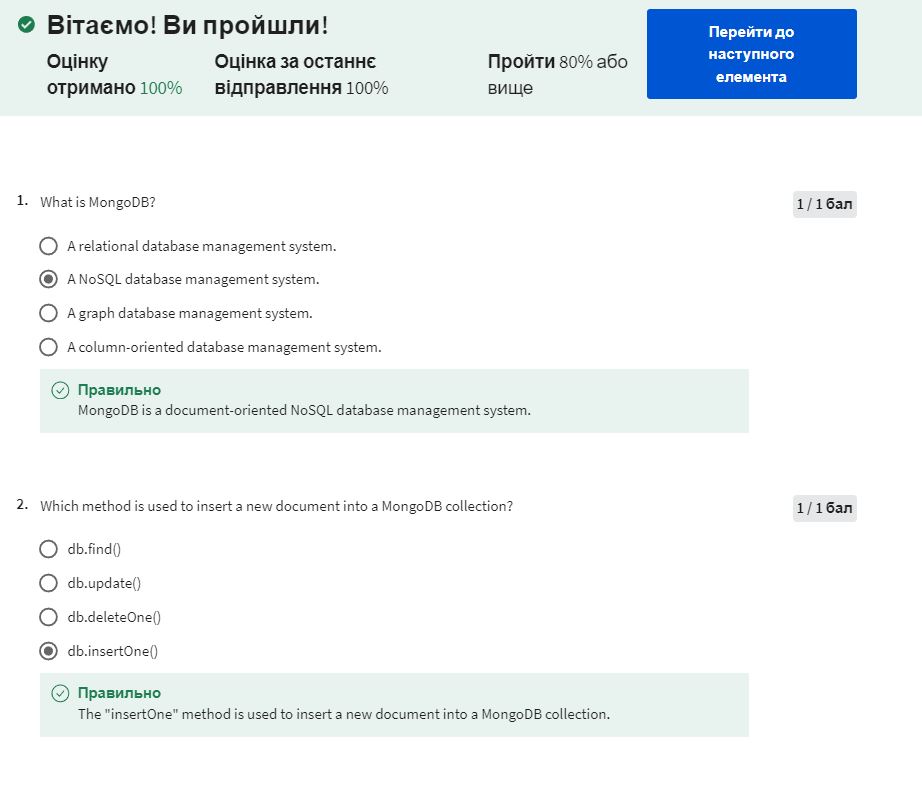 Вітаємо! Ви пройшли!
Оцінку
отримано 100%
Оцінка за останнє
відправлення 100%
Пройти 80% або
вище
Перейти до
наступного
елемента
1. What is MongoDB?
1 / 1 бал
A relational database management system.
A NoSQL database management system.
A graph database management system.
A column-oriented database management system.
Правильно
MongoDB is a document-oriented NoSQL database management system.
2. Which method is used to insert a new document into a MongoDB collection?
1 / 1 бал
db.find()
db.update()
db.deleteOne()
db.insertOne()
Правильно
The "insertOne" method is used to insert a new document into a MongoDB collection.